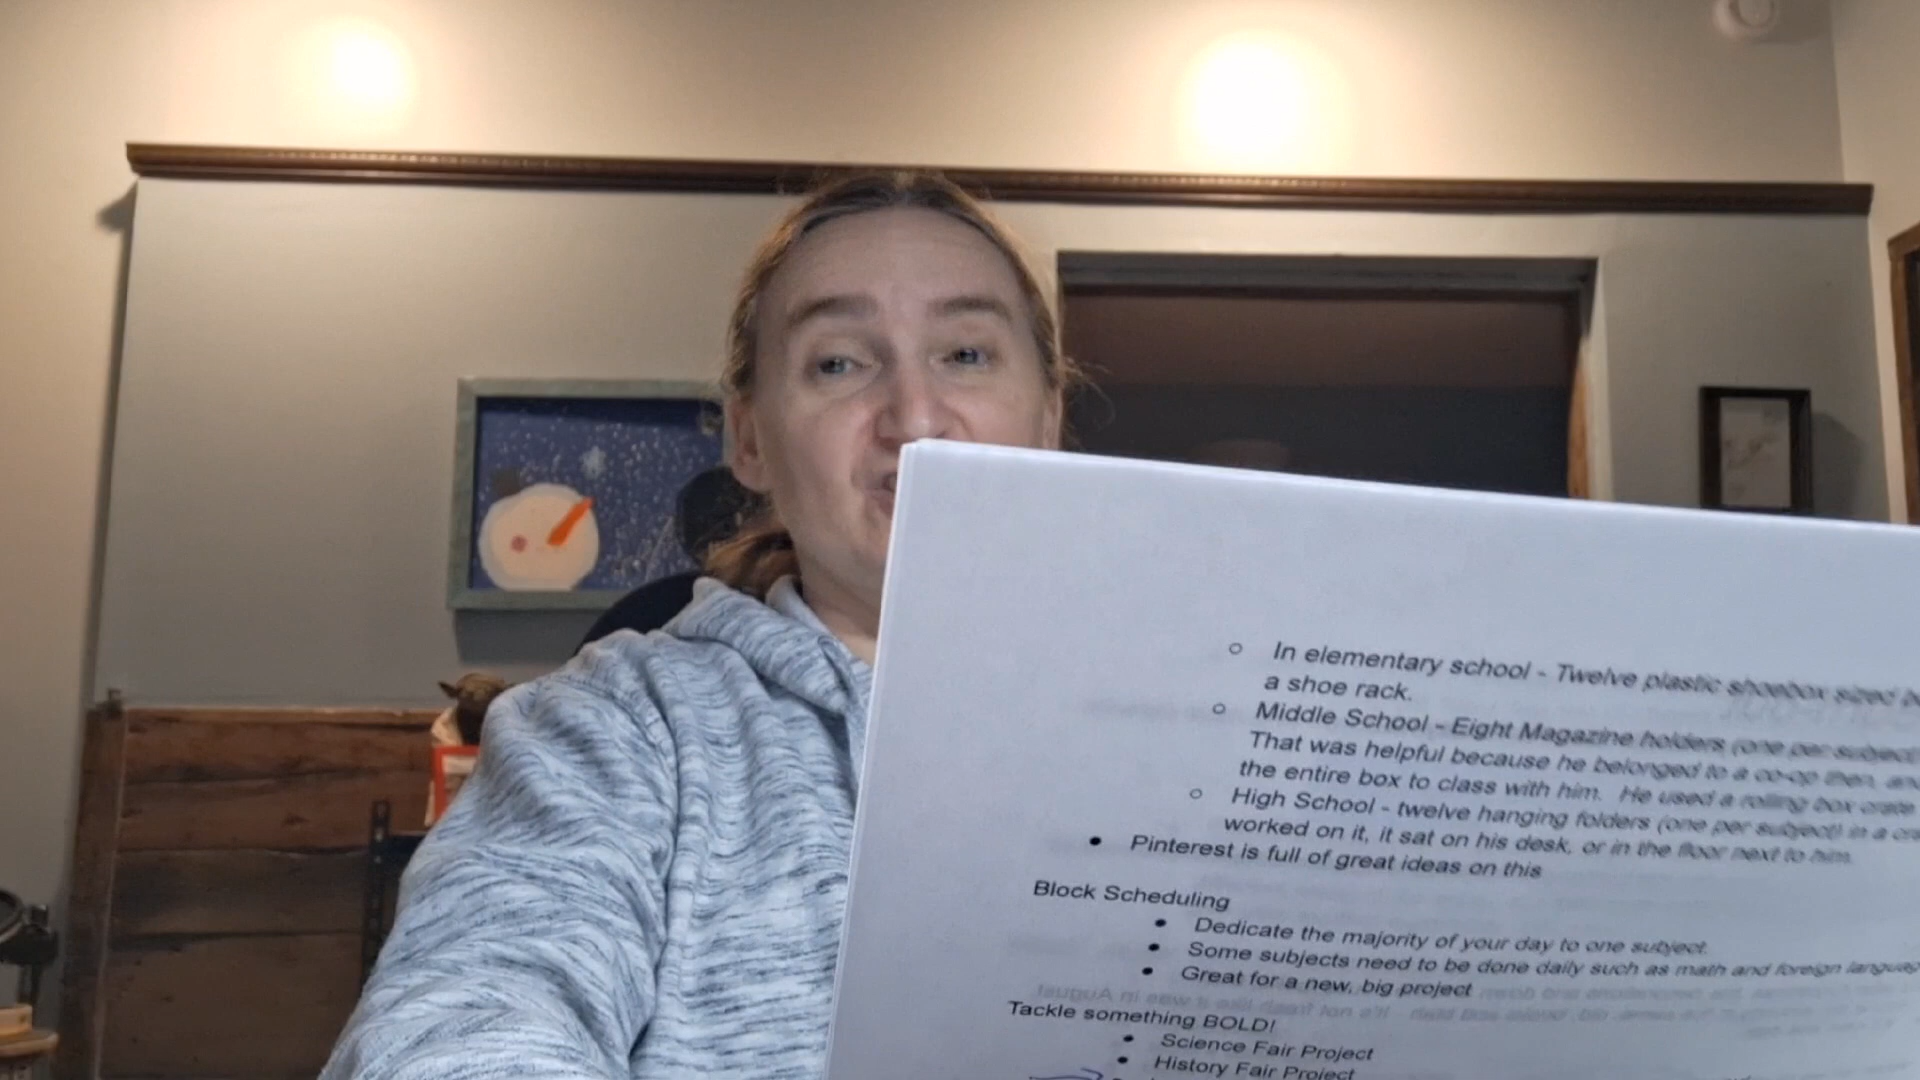 ○ In elementary school - Twelve plastic shoebox sized
a shoe rack.
○ Middle School - Eight Magazine holders (one per subject)
That was helpful because he belonged to a co-op then, and
the entire box to class with him. He used a rolling box crate
○ High School - twelve hanging folders (one per subject) in a
worked on it, it sat on his desk, or in the floor next to him.
● Pinterest is full of great ideas on this
Block Scheduling
● Dedicate the majority of your day to one subject.
● Some subjects need to be done daily such as math and foreign
● Great for a new, big project
Tackle something BOLD!
● Science Fair Project
● History Fair Project